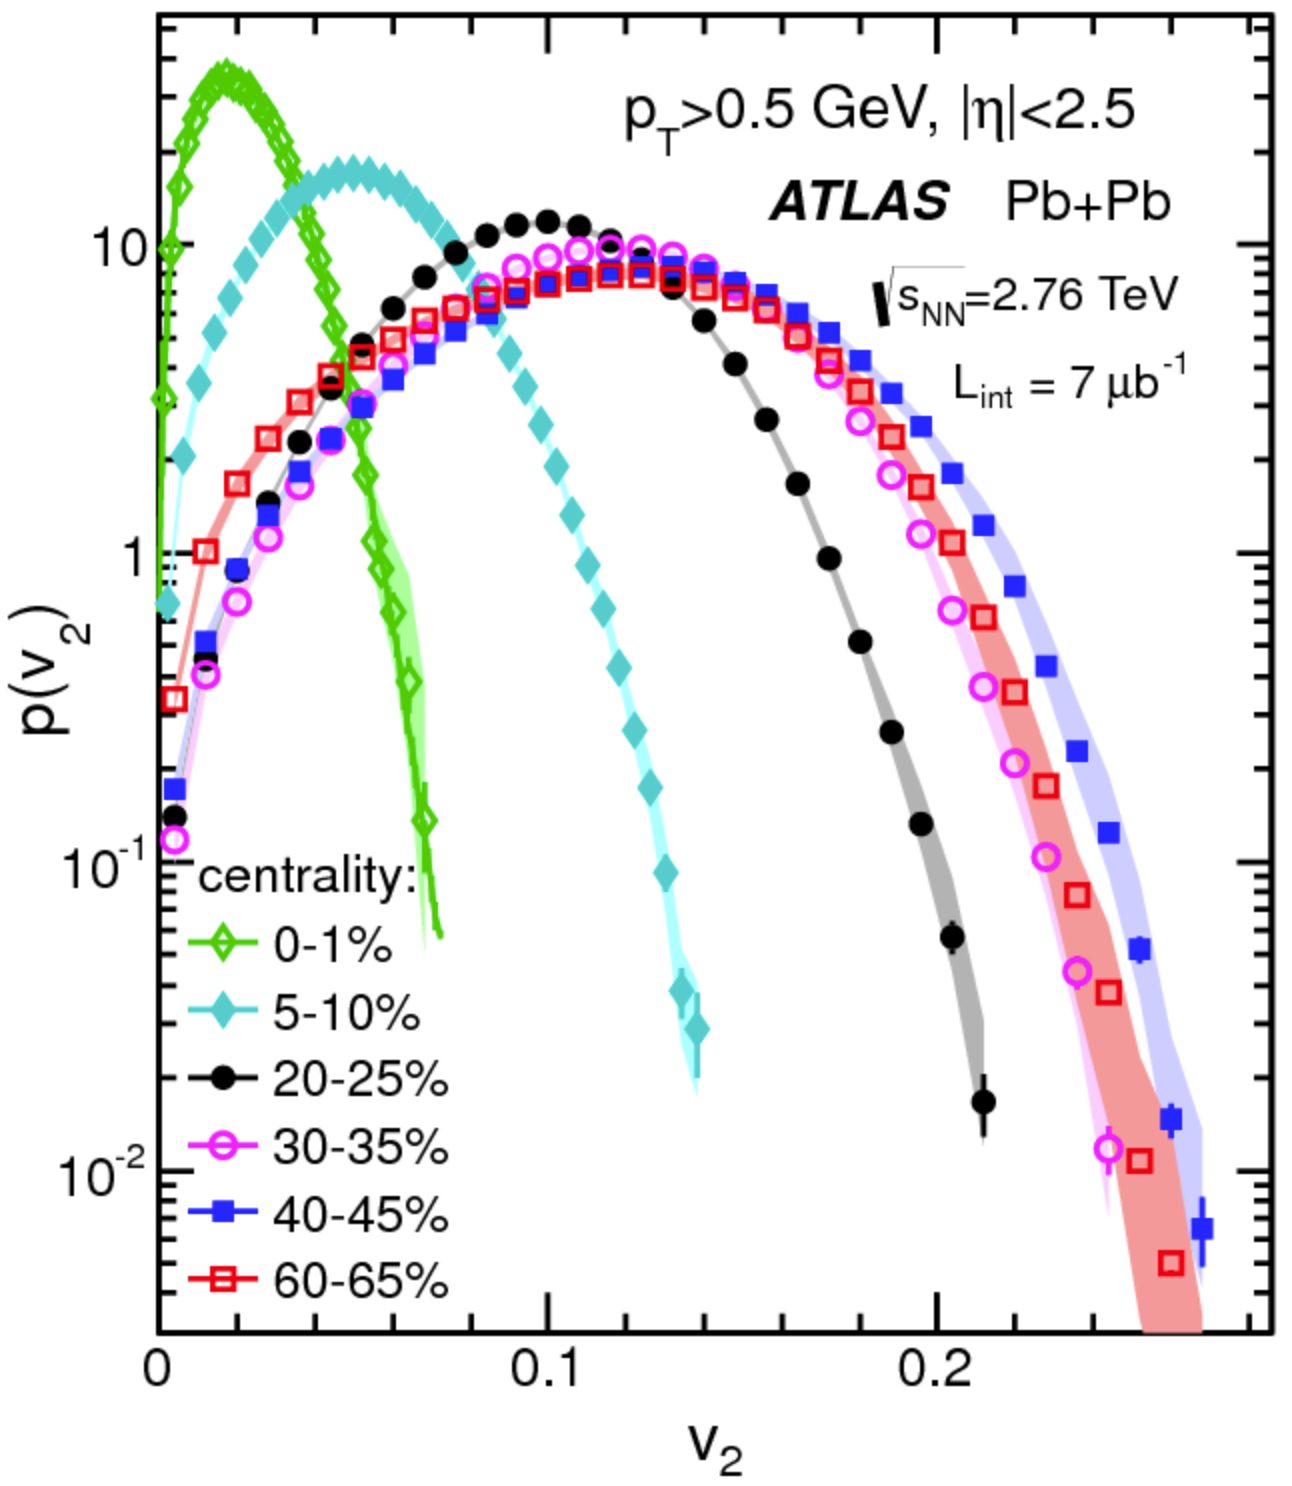 p_T>0.5 GeV, |η|<2.5
ATLAS Pb+Pb
√s_NN=2.76 TeV
L_int = 7 μb^-1
10
1
10^-1
10^-2
p(v_2)
centrality:
0-1%
5-10%
20-25%
30-35%
40-45%
60-65%
0 0.1 0.2
v_2